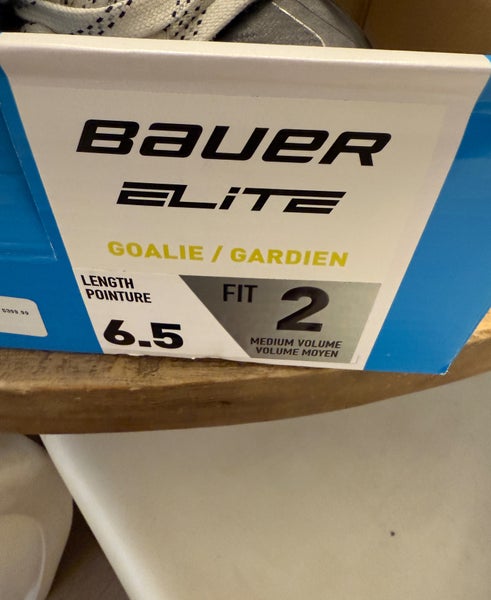 BAUER
ELITE
GOALIE / GARDIEN
LENGTH
POINTURE
6.5
FIT 2
MEDIUM VOLUME
VOLUME MOYEN